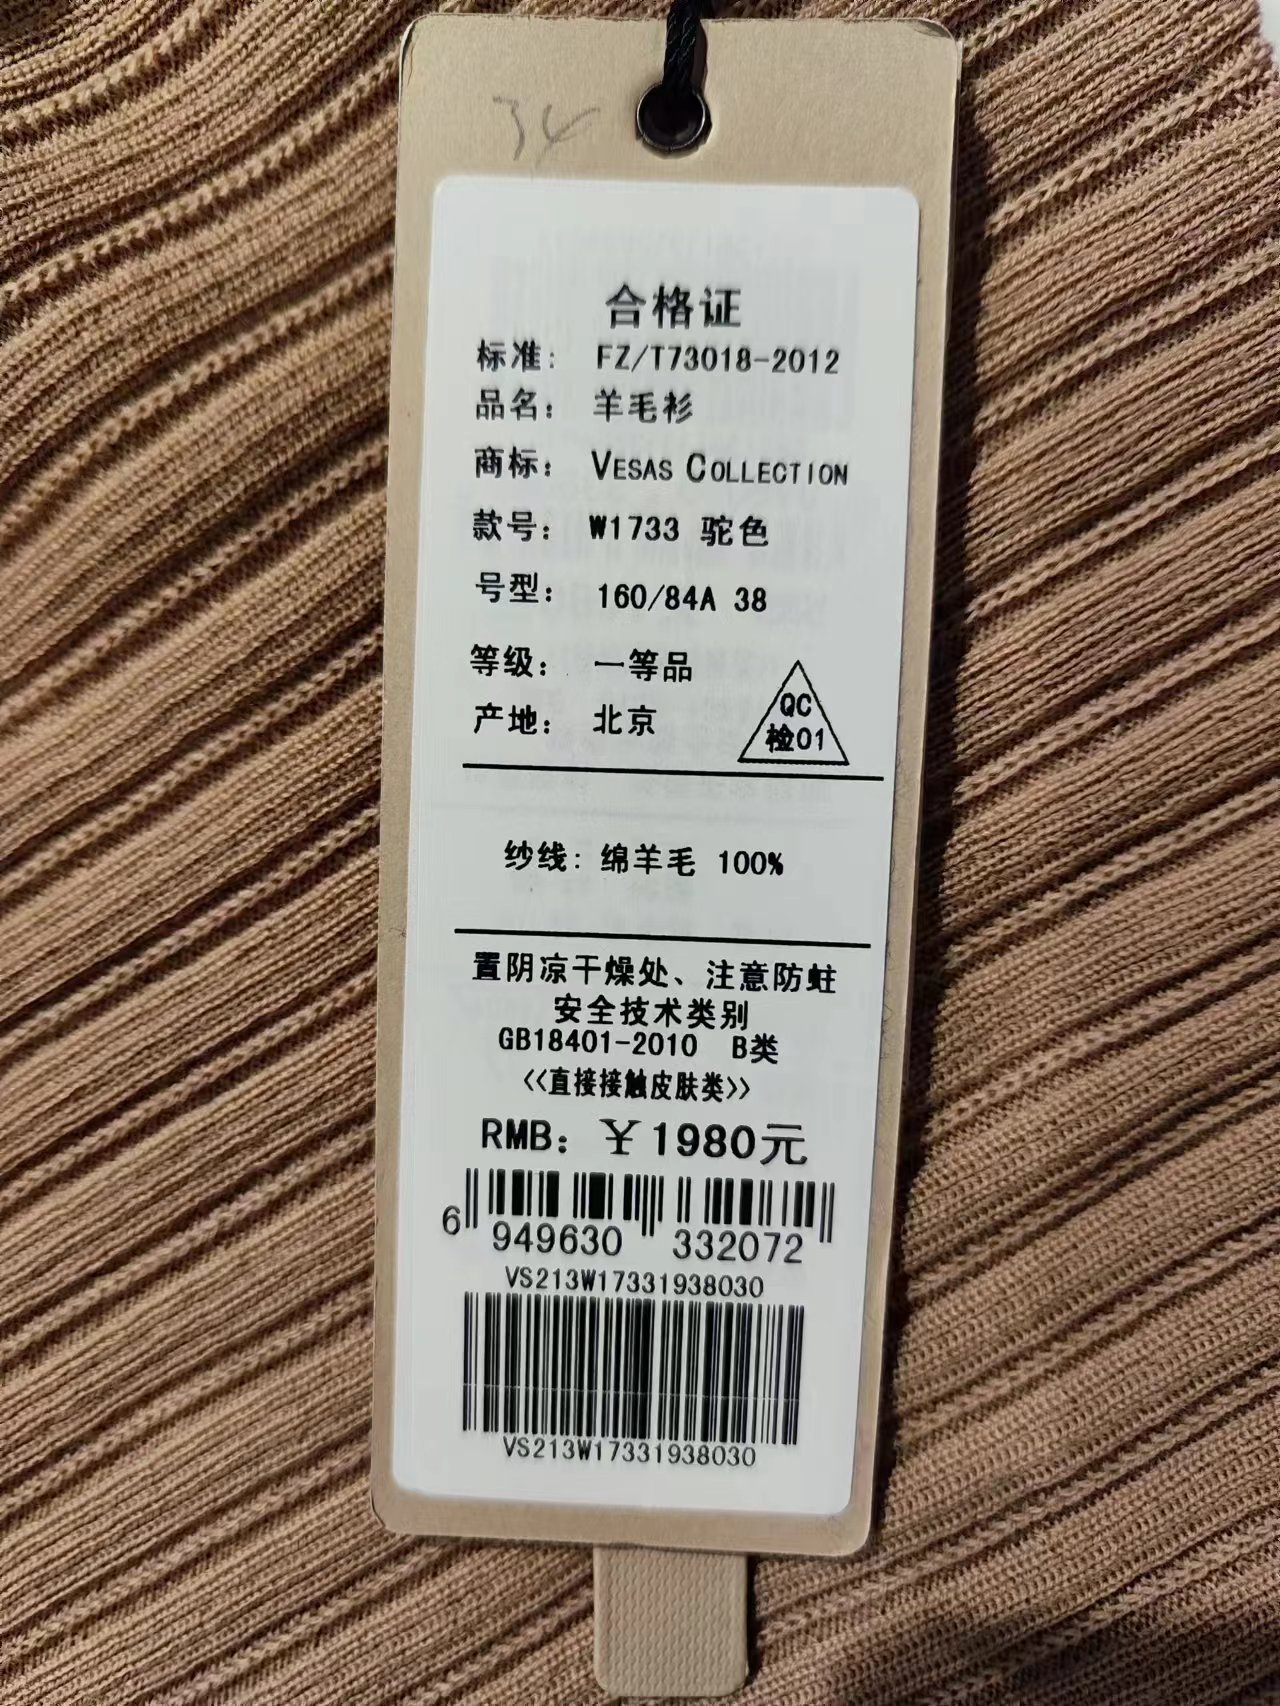 34
合格证
标准: FZ/T73018-2012
品名: 羊毛衫
商标: VESAS COLLECTION
款号: W1733 驼色
号型: 160/84A 38
等级: 一等品
产地: 北京
QC
检01
纱线: 绵羊毛 100%
置阴凉干燥处、注意防蛀
安全技术类别
GB18401-2010 B类
<<直接接触皮肤类>>
RMB: ￥1980元
6 949630 332072
VS213W17331938030
VS213W17331938030